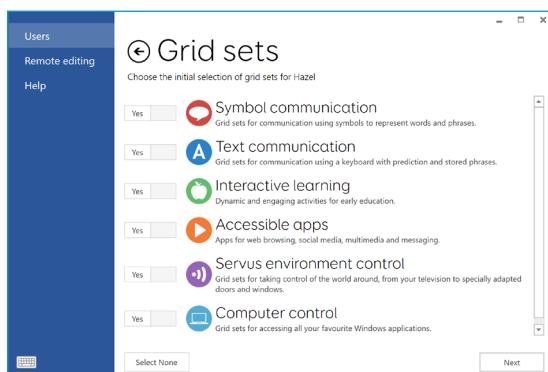 Users
Remote editing
Help
Grid sets
Choose the initial selection of grid sets for Hazel
Yes
Symbol communication
Grid sets for communication using symbols to represent words and phrases.
Yes
A
Text communication
Grid sets for communication using a keyboard with prediction and stored phrases.
Yes
Interactive learning
Dynamic and engaging activities for early education.
Yes
Accessible apps
Apps for web browsing, social media, multimedia and messaging.
Yes
Servus environment control
Grid sets for taking control of the world around, from your television to specially adapted
doors and windows.
Yes
Computer control
Grid sets for accessing all your favourite Windows applications.
Select None
Next